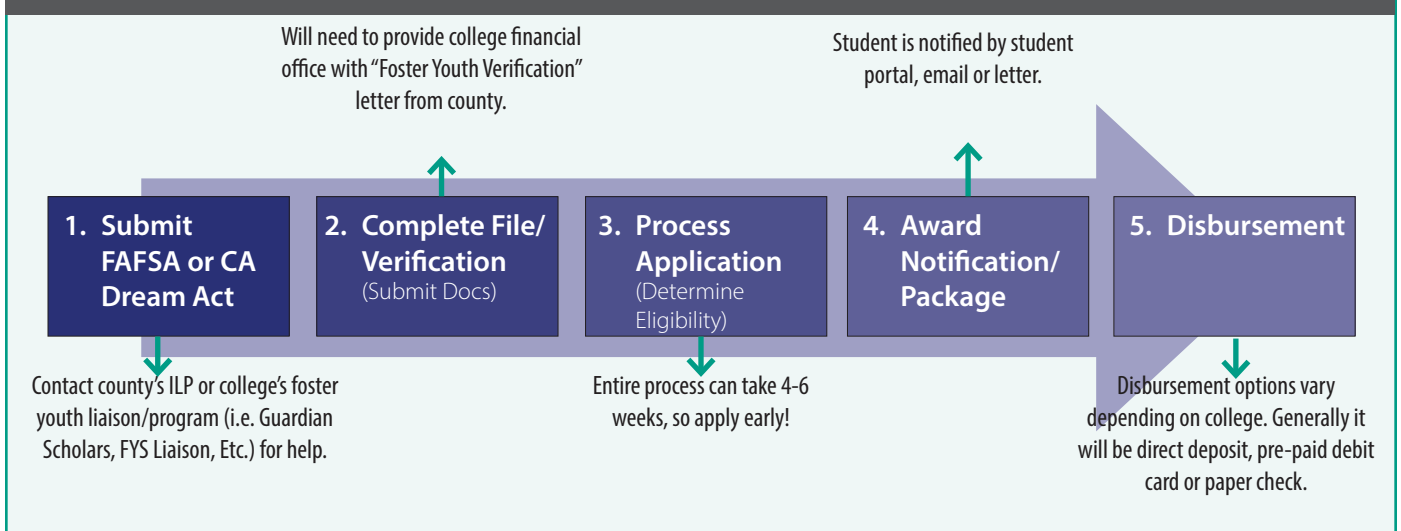 Will need to provide college financial
office with “Foster Youth Verification”
letter from county.
Student is notified by student
portal, email or letter.
1. Submit
FAFSA or CA
Dream Act
2. Complete File/
Verification
(Submit Docs)
3. Process
Application
(Determine
Eligibility)
4. Award
Notification/
Package
5. Disbursement
Contact county’s ILP or college’s foster
youth liaison/program (i.e. Guardian
Scholars, FYS Liaison, Etc.) for help.
Entire process can take 4-6
weeks, so apply early!
Disbursement options vary
depending on college. Generally it
will be direct deposit, pre-paid debit
card or paper check.